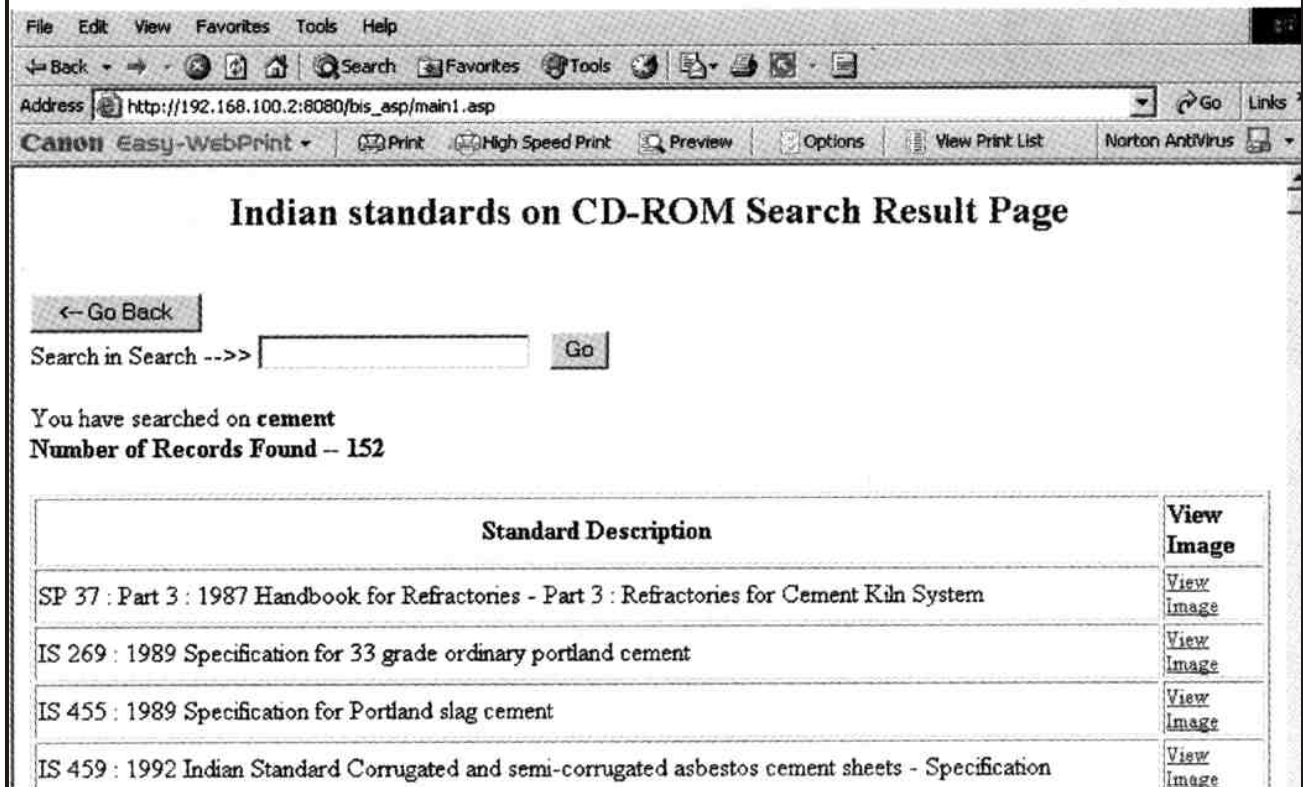 File Edit View Favorites Tools Help
Back Search Favorites Tools
Address http://192.168.100.2:8080/bis_asp/main1.asp Go Links
Canon Easy-WebPrint Print High Speed Print Preview Options View Print List Norton AntiVirus
Indian standards on CD-ROM Search Result Page
<-- Go Back
Search in Search -->> Go
You have searched on cement
Number of Records Found -- 152
Standard Description View
Image
SP 37 : Part 3 : 1987 Handbook for Refractories - Part 3 : Refractories for Cement Kiln System View
Image
IS 269 : 1989 Specification for 33 grade ordinary portland cement View
Image
IS 455 : 1989 Specification for Portland slag cement View
Image
IS 459 : 1992 Indian Standard Corrugated and semi-corrugated asbestos cement sheets - Specification View
Image